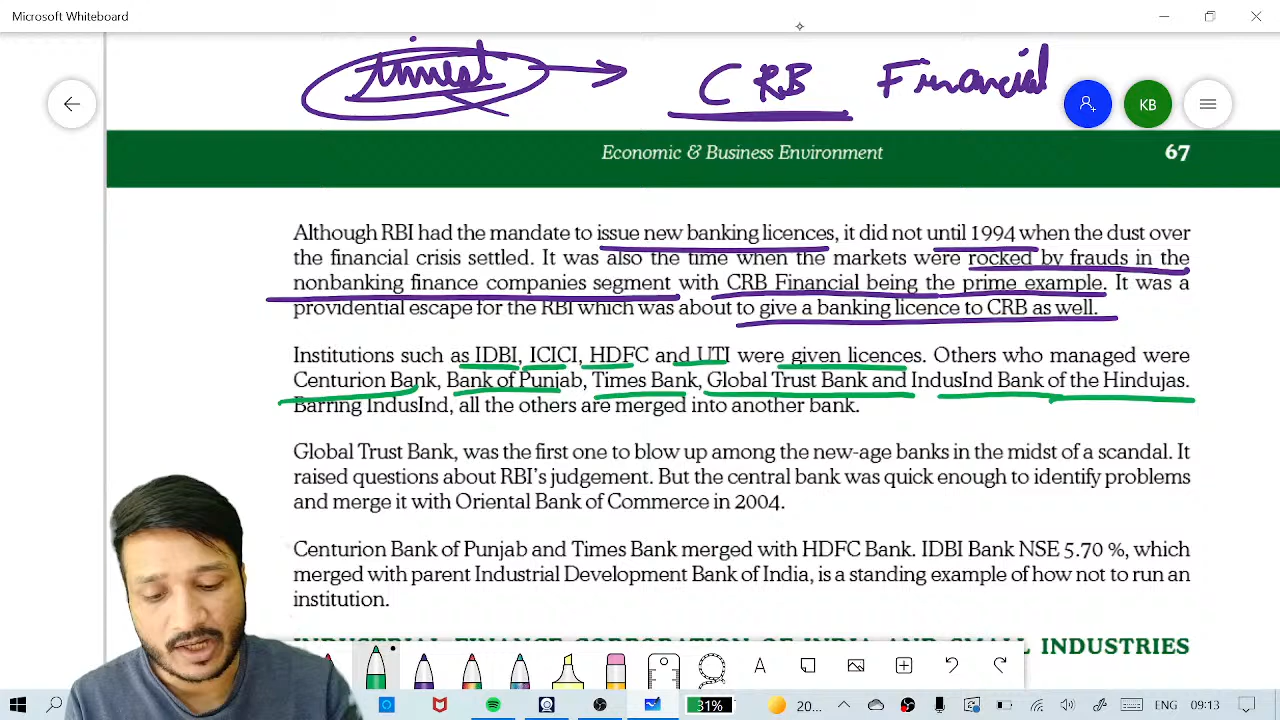 Microsoft Whiteboard
CRB Financial
KB
Economic & Business Environment 67
Although RBI had the mandate to issue new banking licences, it did not until 1994 when the dust over
the financial crisis settled. It was also the time when the markets were rocked by frauds in the
nonbanking finance companies segment with CRB Financial being the prime example. It was a
providential escape for the RBI which was about to give a banking licence to CRB as well.
Institutions such as IDBI, ICICI, HDFC and UTI were given licences. Others who managed were
Centurion Bank, Bank of Punjab, Times Bank, Global Trust Bank and IndusInd Bank of the Hindujas.
Barring IndusInd, all the others are merged into another bank.
Global Trust Bank, was the first one to blow up among the new-age banks in the midst of a scandal. It
raised questions about RBI's judgement. But the central bank was quick enough to identify problems
and merge it with Oriental Bank of Commerce in 2004.
Centurion Bank of Punjab and Times Bank merged with HDFC Bank. IDBI Bank NSE 5.70 %, which
merged with parent Industrial Development Bank of India, is a standing example of how not to run an
institution.
INDUSTRIAL FINANCE CORPORATION OF INDIA AND SMALL INDUSTRIES
A
31% 20... ENG 09:13